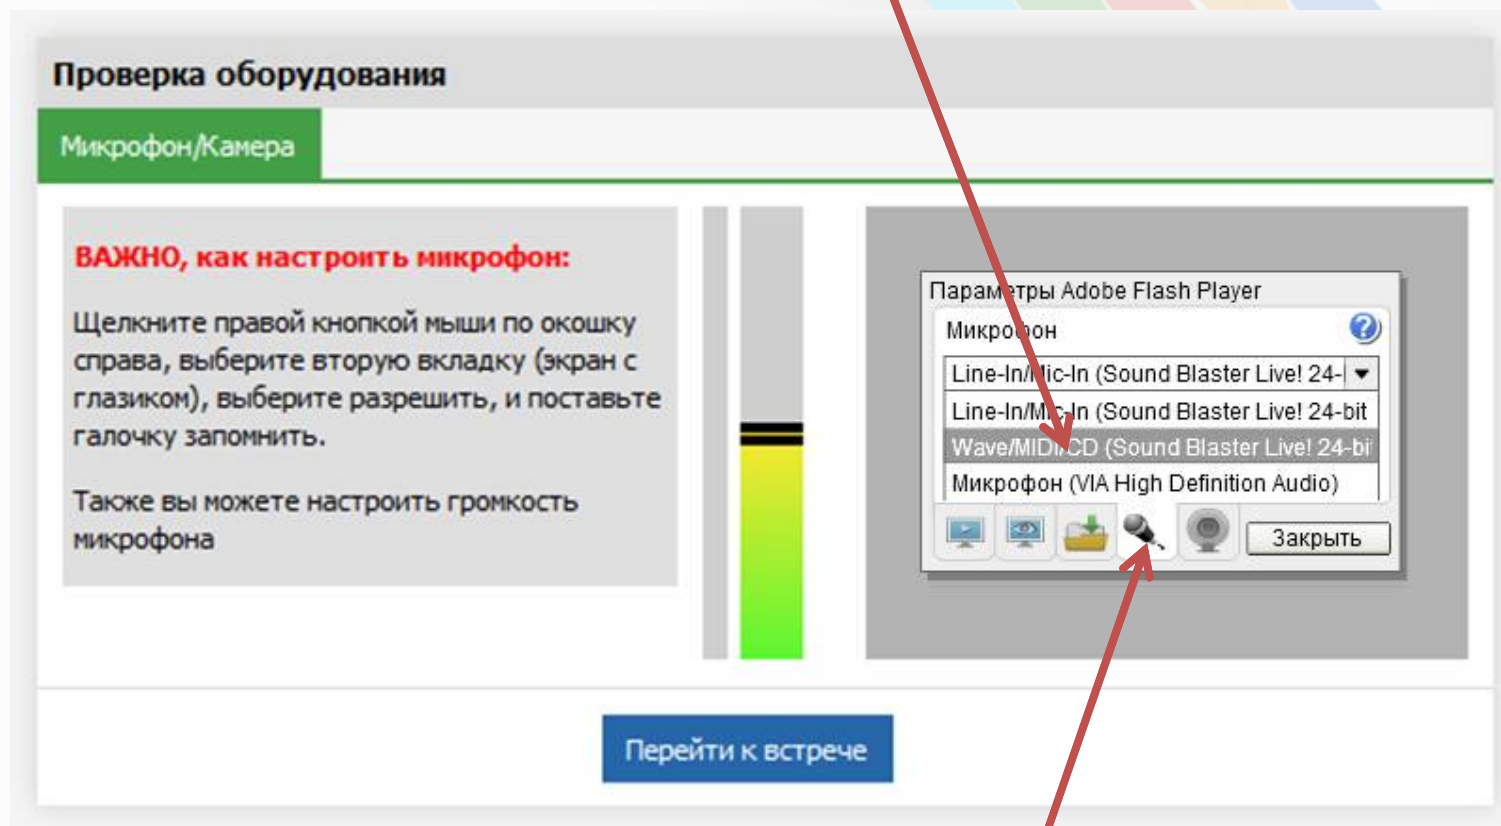 Проверка оборудования
Микрофон/Камера
ВАЖНО, как настроить микрофон:
Щелкните правой кнопкой мыши по окошку
справа, выберите вторую вкладку (экран с
глазиком), выберите разрешить, и поставьте
галочку запомнить.
Также вы можете настроить громкость
микрофона
Параметры Adobe Flash Player
Микрофон
Line-In/Mic-In (Sound Blaster Live! 24-
Line-In/Mic-In (Sound Blaster Live! 24-bit
Wave/MIDI/CD (Sound Blaster Live! 24-bi
Микрофон (VIA High Definition Audio)
Закрыть
Перейти к встрече